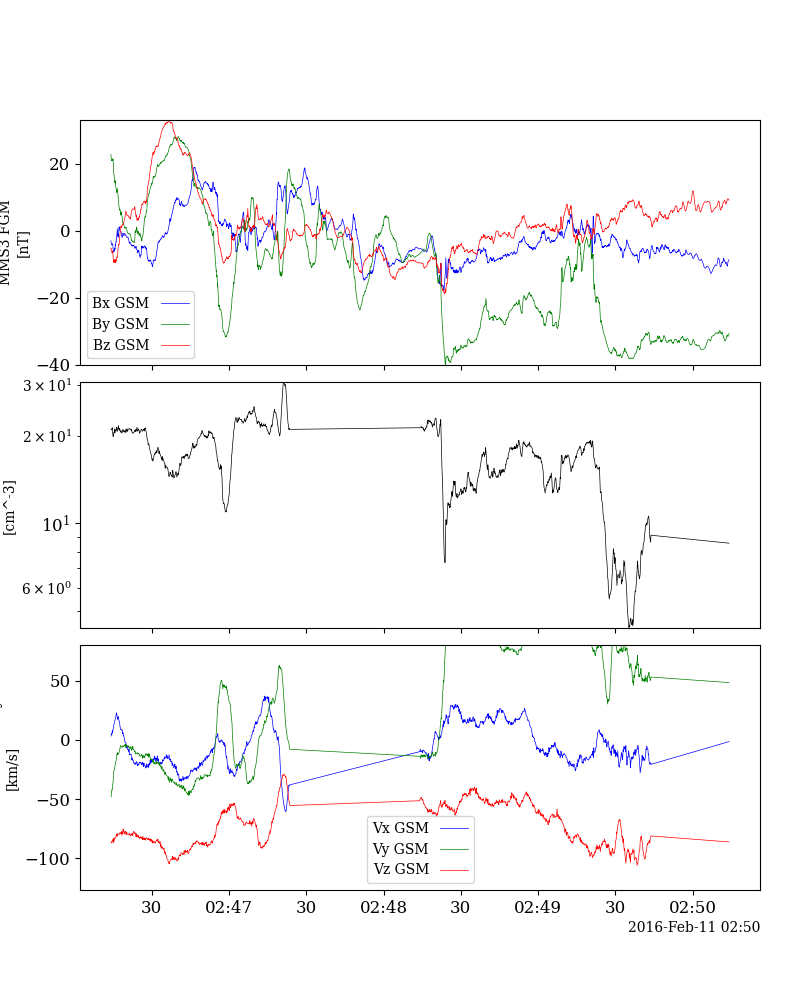 20
0
−20
−40
MMS3 FGM
[nT]
Bx GSM
By GSM
Bz GSM
3 × 10¹
2 × 10¹
10¹
6 × 10⁰
[cm^-3]
50
0
−50
−100
[km/s]
Vx GSM
Vy GSM
Vz GSM
30 02:47 30 02:48 30 02:49 30 02:50
2016-Feb-11 02:50